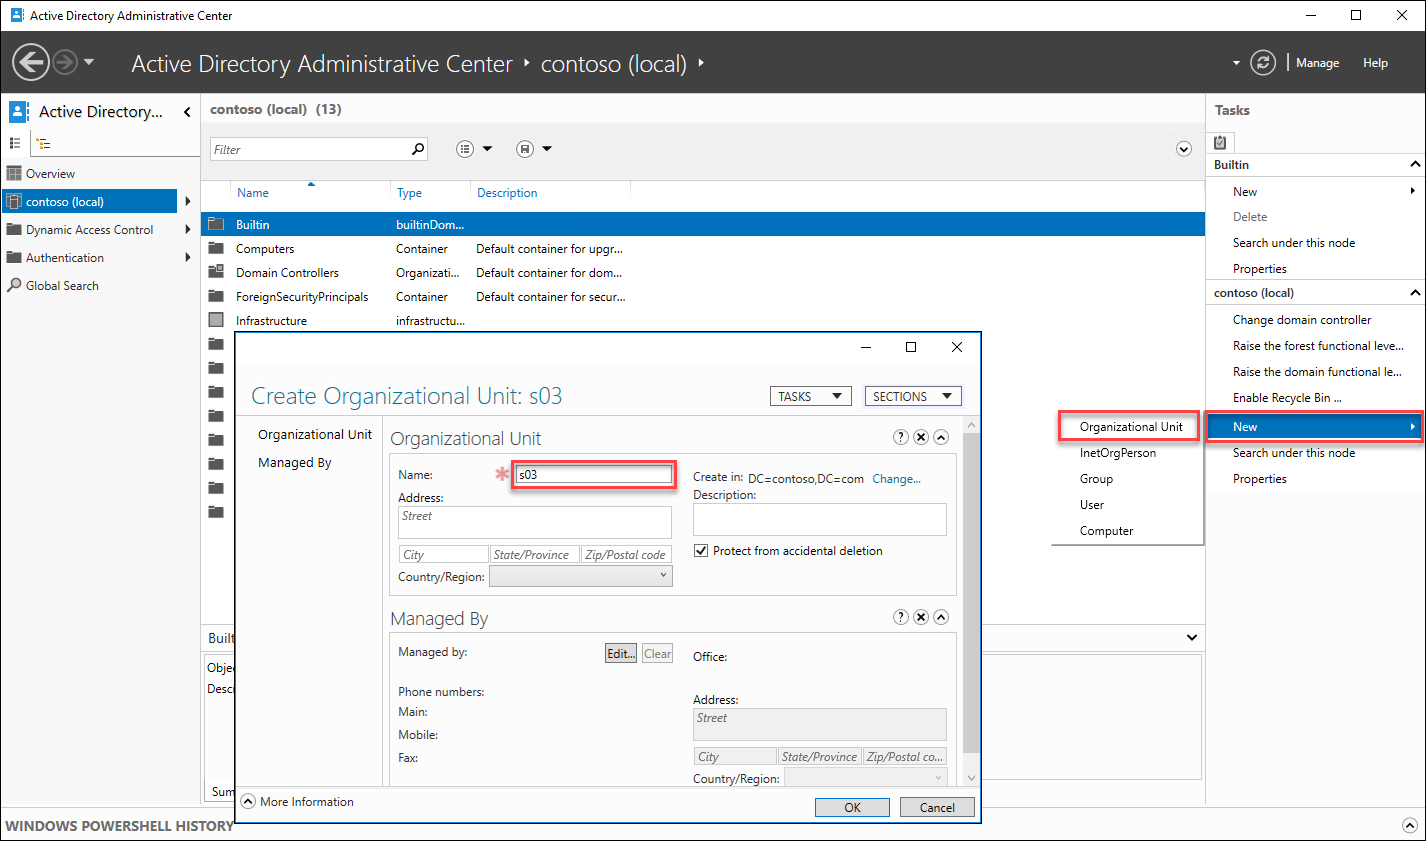 Active Directory Administrative Center
Active Directory Administrative Center • contoso (local)
Manage
Help
Active Directory...
Overview
contoso (local)
Dynamic Access Control
Authentication
Global Search
contoso (local) (13)
Filter
Name Type Description
Builtin builtinDom...
Computers Container Default container for upgr...
Domain Controllers Organizati... Default container for dom...
ForeignSecurityPrincipals Container Default container for secur...
Infrastructure infrastructu...
Create Organizational Unit: s03
TASKS
SECTIONS
Organizational Unit
Managed By
Organizational Unit
Name: * s03
Address:
Street
City State/Province Zip/Postal code
Country/Region:
Create in: DC=contoso,DC=com Change...
Description:
Protect from accidental deletion
Managed By
Managed by: Edit... Clear
Phone numbers:
Main:
Mobile:
Fax:
Office:
Address:
Street
City State/Province Zip/Postal co...
Country/Region:
More Information
OK
Cancel
Built
Objec
Descr
Sum
Organizational Unit
InetOrgPerson
Group
User
Computer
Tasks
Builtin
New
Delete
Search under this node
Properties
contoso (local)
Change domain controller
Raise the forest functional leve...
Raise the domain functional le...
Enable Recycle Bin ...
New
Search under this node
Properties
WINDOWS POWERSHELL HISTORY